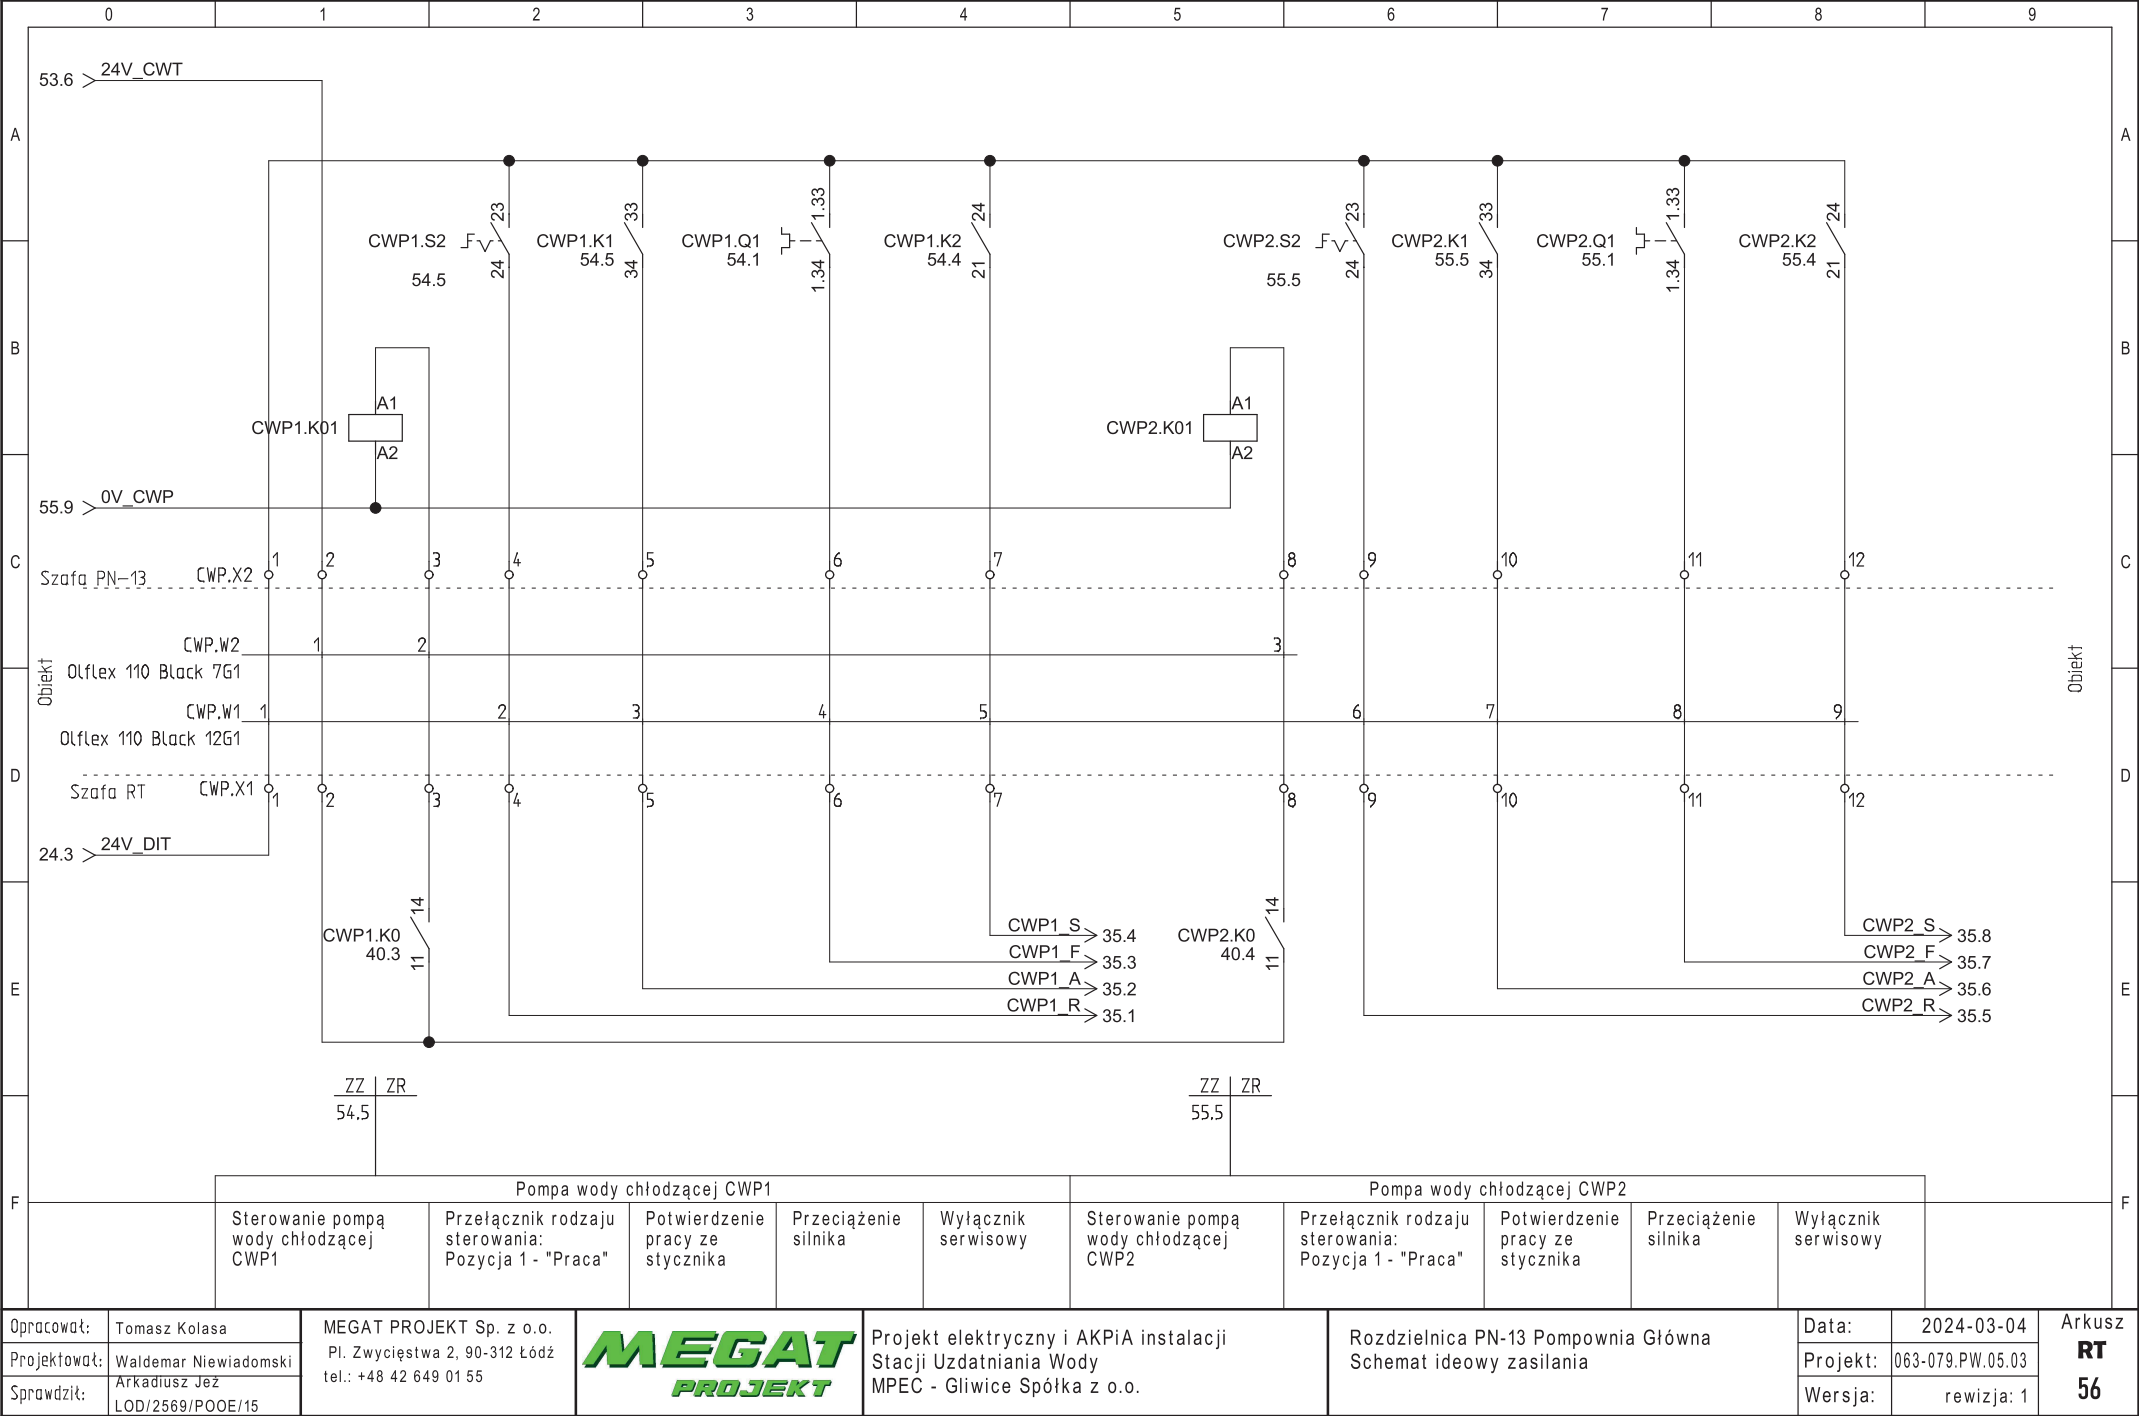 0 1 2 3 4 5 6 7 8 9
53.6 24V_CWT
A A
23 33 1.33 24 23 33 1.33 24
CWP1.S2 CWP1.K1 CWP1.Q1 CWP1.K2 CWP2.S2 CWP2.K1 CWP2.Q1 CWP2.K2
54.5 54.1 54.4 55.5 55.1 55.4
24 34 1.34 21 24 34 1.34 21
54.5 55.5
B B
A1 A1
CWP1.K01 CWP2.K01
A2 A2
55.9 0V_CWP
C C
1 2 3 4 5 6 7 8 9 10 11 12
Szafa PN-13 CWP.X2
CWP.W2 1 2 3
Olflex 110 Black 7G1
Obiekt Obiekt
CWP.W1 1 2 3 4 5 6 7 8 9
Olflex 110 Black 12G1
D D
Szafa RT CWP.X1 1 2 3 4 5 6 7 8 9 10 11 12
24.3 24V_DIT
14 14
CWP1.K0 CWP2.K0
40.3 40.4
11 11
CWP1_S 35.4 CWP2_S 35.8
CWP1_F 35.3 CWP2_F 35.7
CWP1_A 35.2 CWP2_A 35.6
CWP1_R 35.1 CWP2_R 35.5
E E
ZZ ZR ZZ ZR
54.5 55.5
F F
Pompa wody chłodzącej CWP1 Pompa wody chłodzącej CWP2
Sterowanie pompą
wody chłodzącej
CWP1
Przełącznik rodzaju
sterowania:
Pozycja 1 - "Praca"
Potwierdzenie
pracy ze
stycznika
Przeciążenie
silnika
Wyłącznik
serwisowy
Sterowanie pompą
wody chłodzącej
CWP2
Przełącznik rodzaju
sterowania:
Pozycja 1 - "Praca"
Potwierdzenie
pracy ze
stycznika
Przeciążenie
silnika
Wyłącznik
serwisowy
Opracował: Tomasz Kolasa
Projektował: Waldemar Niewiadomski
Sprawdził: Arkadiusz Jeż
LOD/2569/POOE/15
MEGAT PROJEKT Sp. z o.o.
Pl. Zwycięstwa 2, 90-312 Łódź
tel.: +48 42 649 01 55
MEGAT
PROJEKT
Projekt elektryczny i AKPiA instalacji
Stacji Uzdatniania Wody
MPEC - Gliwice Spółka z o.o.
Rozdzielnica PN-13 Pompownia Główna
Schemat ideowy zasilania
Data: 2024-03-04
Projekt: 063-079.PW.05.03
Wersja: rewizja: 1
Arkusz
RT
56